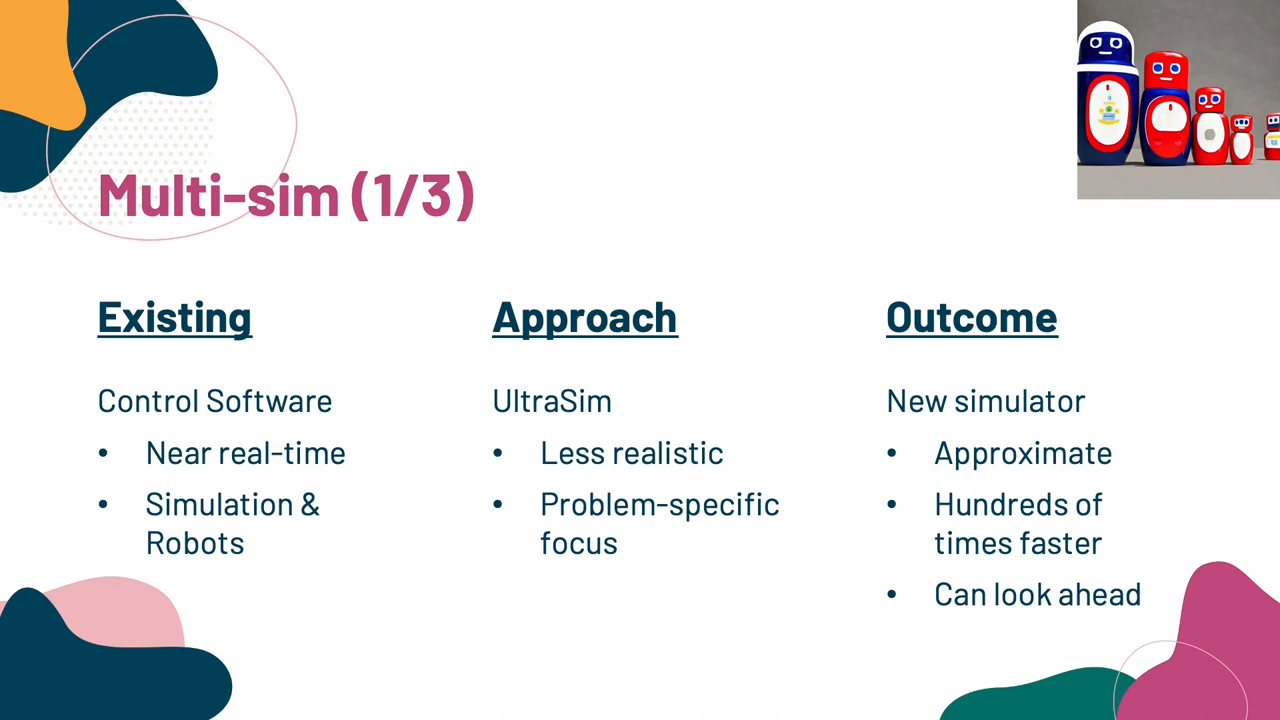 Multi-sim (1/3)
Existing
Control Software
• Near real-time
• Simulation &
Robots
Approach
UltraSim
• Less realistic
• Problem-specific
focus
Outcome
New simulator
• Approximate
• Hundreds of
times faster
• Can look ahead